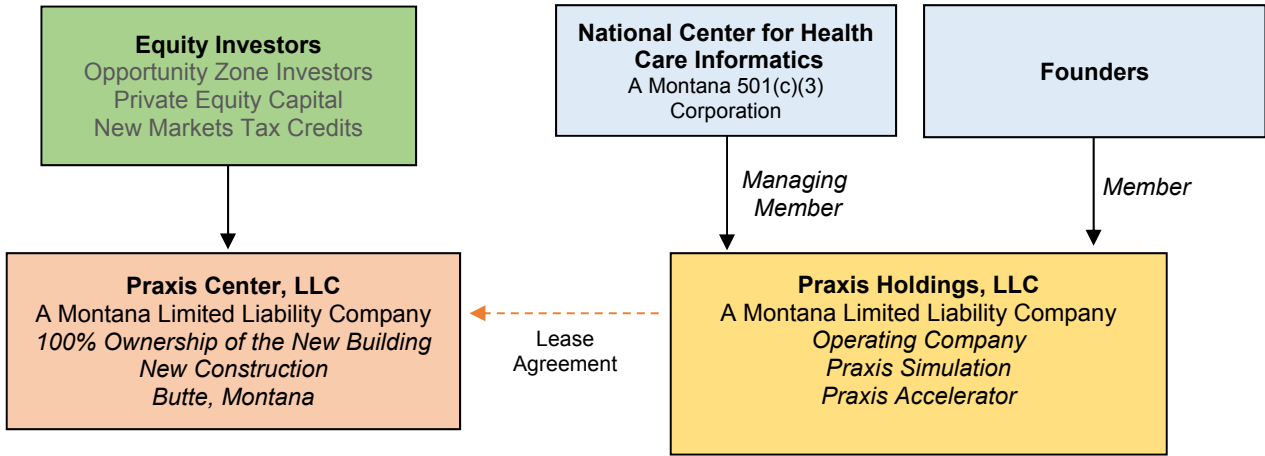 Equity Investors
Opportunity Zone Investors
Private Equity Capital
New Markets Tax Credits
National Center for Health
Care Informatics
A Montana 501(c)(3)
Corporation
Founders
Managing
Member
Member
Praxis Center, LLC
A Montana Limited Liability Company
100% Ownership of the New Building
New Construction
Butte, Montana
Lease
Agreement
Praxis Holdings, LLC
A Montana Limited Liability Company
Operating Company
Praxis Simulation
Praxis Accelerator